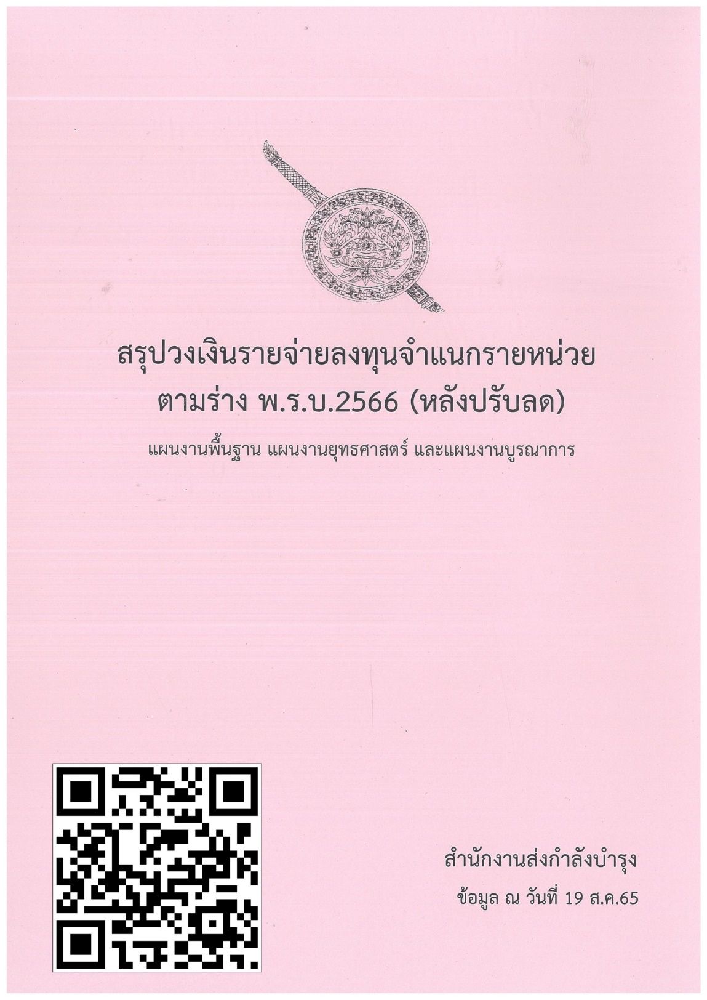 สรุปวงเงินรายจ่ายลงทุนจำแนกรายหน่วย
ตามร่าง พ.ร.บ.2566 (หลังปรับลด)
แผนงานพื้นฐาน แผนงานยุทธศาสตร์ และแผนงานบูรณาการ
สำนักงานส่งกำลังบำรุง
ข้อมูล ณ วันที่ 19 ส.ค.65